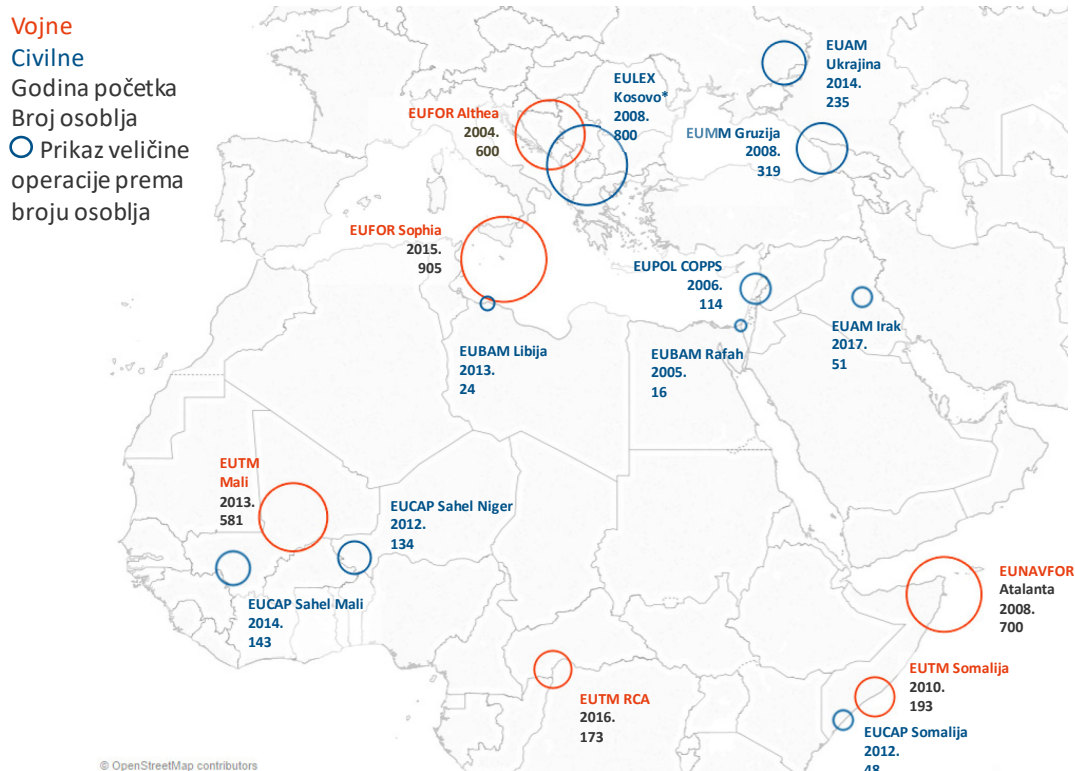 Vojne
Civilne
Godina početka
Broj osoblja
Prikaz veličine
operacije prema
broju osoblja
EUAM
Ukrajina
2014.
235
EULEX
Kosovo*
2008.
800
EUFOR Althea
2004.
600
EUMM Gruzija
2008.
319
EUFOR Sophia
2015.
905
EUPOL COPPS
2006.
114
EUAM Irak
2017.
51
EUBAM Libija
2013.
24
EUBAM Rafah
2005.
16
EUTM
Mali
2013.
581
EUCAP Sahel Niger
2012.
134
EUCAP Sahel Mali
2014.
143
EUNAVFOR
Atalanta
2008.
700
EUTM RCA
2016.
173
EUTM Somalija
2010.
193
EUCAP Somalija
2012.
48
© OpenStreetMap contributors